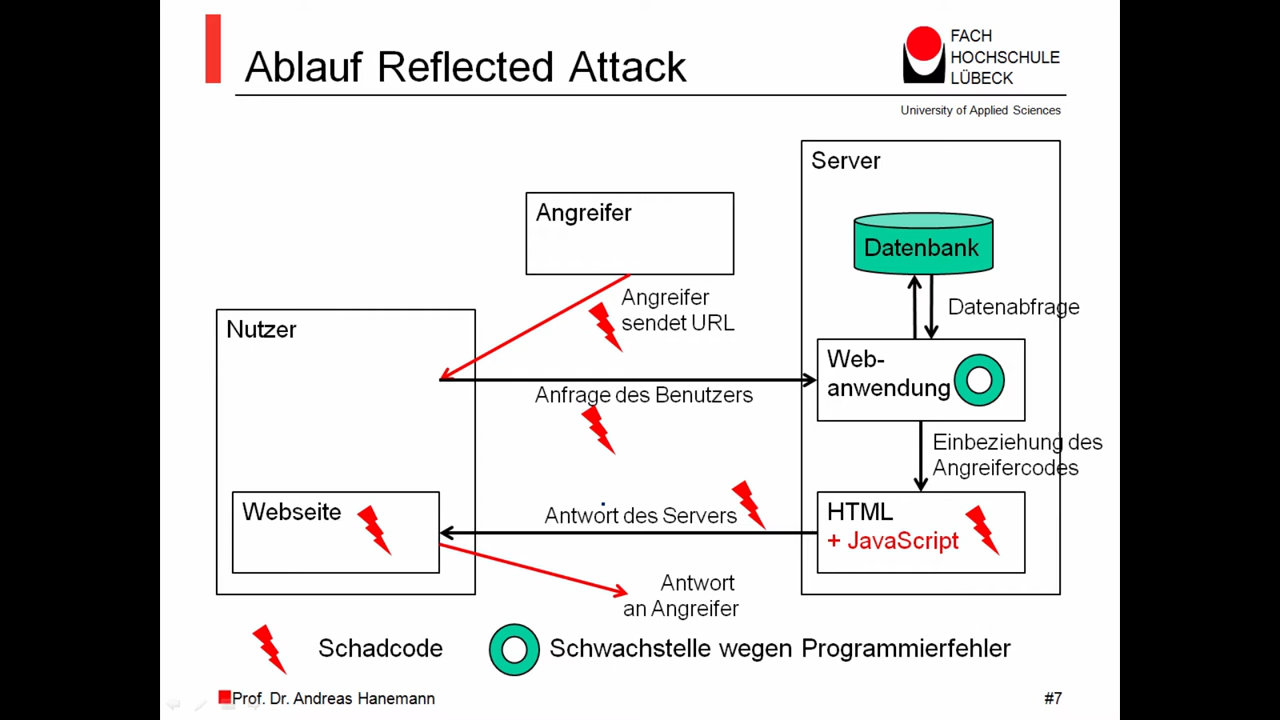 Ablauf Reflected Attack
FACH
HOCHSCHULE
LÜBECK
University of Applied Sciences
Server
Angreifer
Datenbank
Angreifer
sendet URL
Datenabfrage
Nutzer
Web-
anwendung
Anfrage des Benutzers
Einbeziehung des
Angreifercodes
Webseite
Antwort des Servers
HTML
+ JavaScript
Antwort
an Angreifer
Schadcode
Schwachstelle wegen Programmierfehler
Prof. Dr. Andreas Hanemann
#7